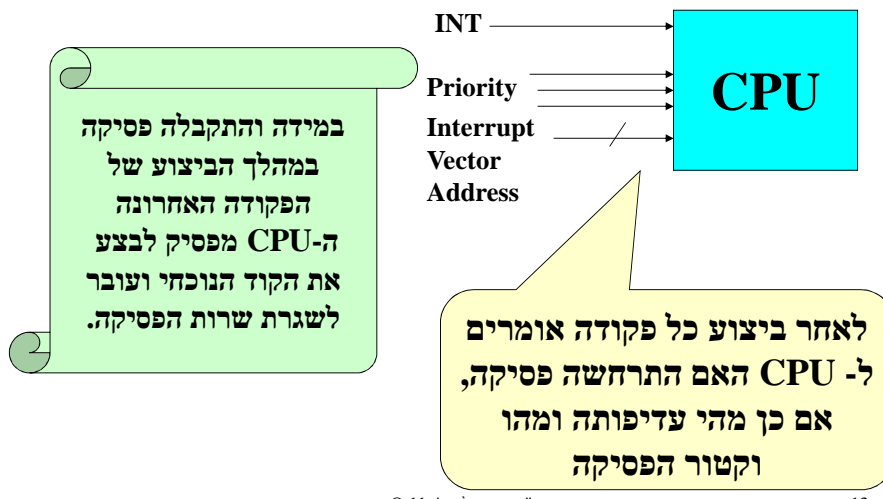 INT
Priority
Interrupt
Vector
Address
CPU
במידה והתקבלה פסיקה
במהלך הביצוע של
הפקודה האחרונה
ה-CPU מפסיק לבצע
את הקוד הנוכחי ועובר
לשגרת שרות הפסיקה.
לאחר ביצוע כל פקודה אומרים
ל- CPU האם התרחשה פסיקה,
אם כן מהי עדיפותה ומהו
וקטור הפסיקה